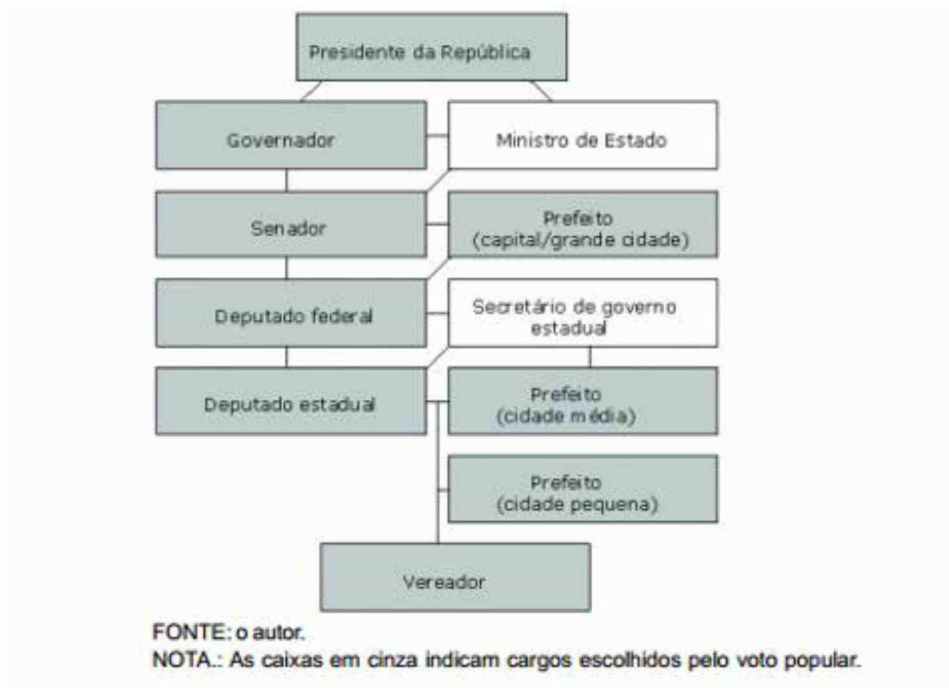 Presidente da República
Governador
Ministro de Estado
Senador
Prefeito
(capital/grande cidade)
Deputado federal
Secretário de governo
estadual
Deputado estadual
Prefeito
(cidade média)
Prefeito
(cidade pequena)
Vereador
FONTE: o autor.
NOTA.: As caixas em cinza indicam cargos escolhidos pelo voto popular.